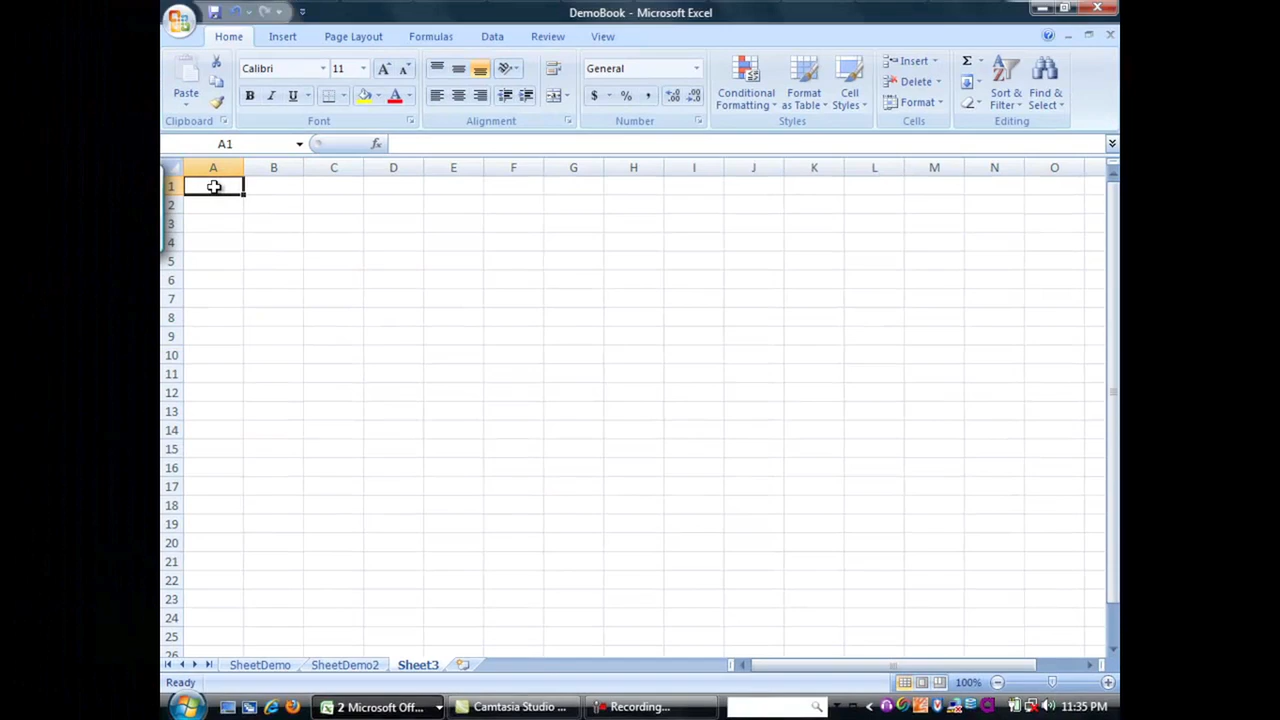 DemoBook - Microsoft Excel
Home Insert Page Layout Formulas Data Review View
Calibri 11 General Insert Σ
Paste Delete
Conditional Formatting Format as Table Cell Styles Format Sort & Filter Find & Select
B I U A $ % ,
Clipboard Font Alignment Number Styles Cells Editing
A1 fx
A B C D E F G H I J K L M N O
1
2
3
4
5
6
7
8
9
10
11
12
13
14
15
16
17
18
19
20
21
22
23
24
25
26
SheetDemo SheetDemo2 Sheet3
Ready 100%
2 Microsoft Off... Camtasia Studio ... Recording... 11:35 PM